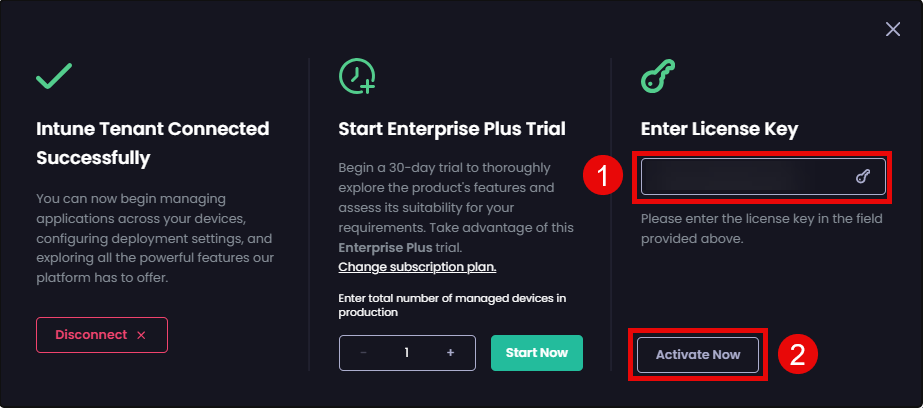 Intune Tenant Connected
Successfully
You can now begin managing
applications across your devices,
configuring deployment settings, and
exploring all the powerful features our
platform has to offer.
Disconnect ×
Start Enterprise Plus Trial
Begin a 30-day trial to thoroughly
explore the product's features and
assess its suitability for your
requirements. Take advantage of this
Enterprise Plus trial.
Change subscription plan.
Enter total number of managed devices in
production
− 1 +
Start Now
Enter License Key
1
Please enter the license key in the field
provided above.
Activate Now
2